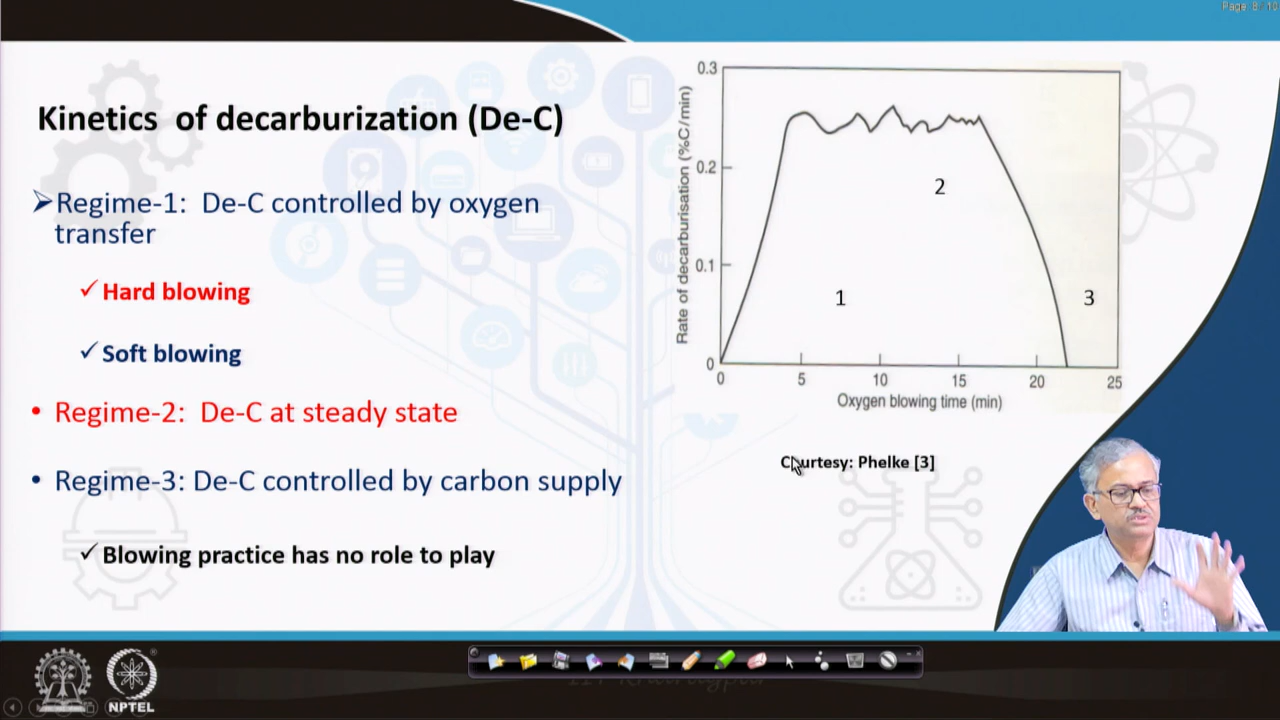 Page 8 / 10
Kinetics of decarburization (De-C)
Regime-1: De-C controlled by oxygen
transfer
Hard blowing
Soft blowing
Regime-2: De-C at steady state
Regime-3: De-C controlled by carbon supply
Blowing practice has no role to play
Rate of decarburisation (%C/min)
0.3
0.2
0.1
0
1
2
3
0 5 10 15 20 25
Oxygen blowing time (min)
Courtesy: Phelke [3]
NPTEL
IIT Kharagpur